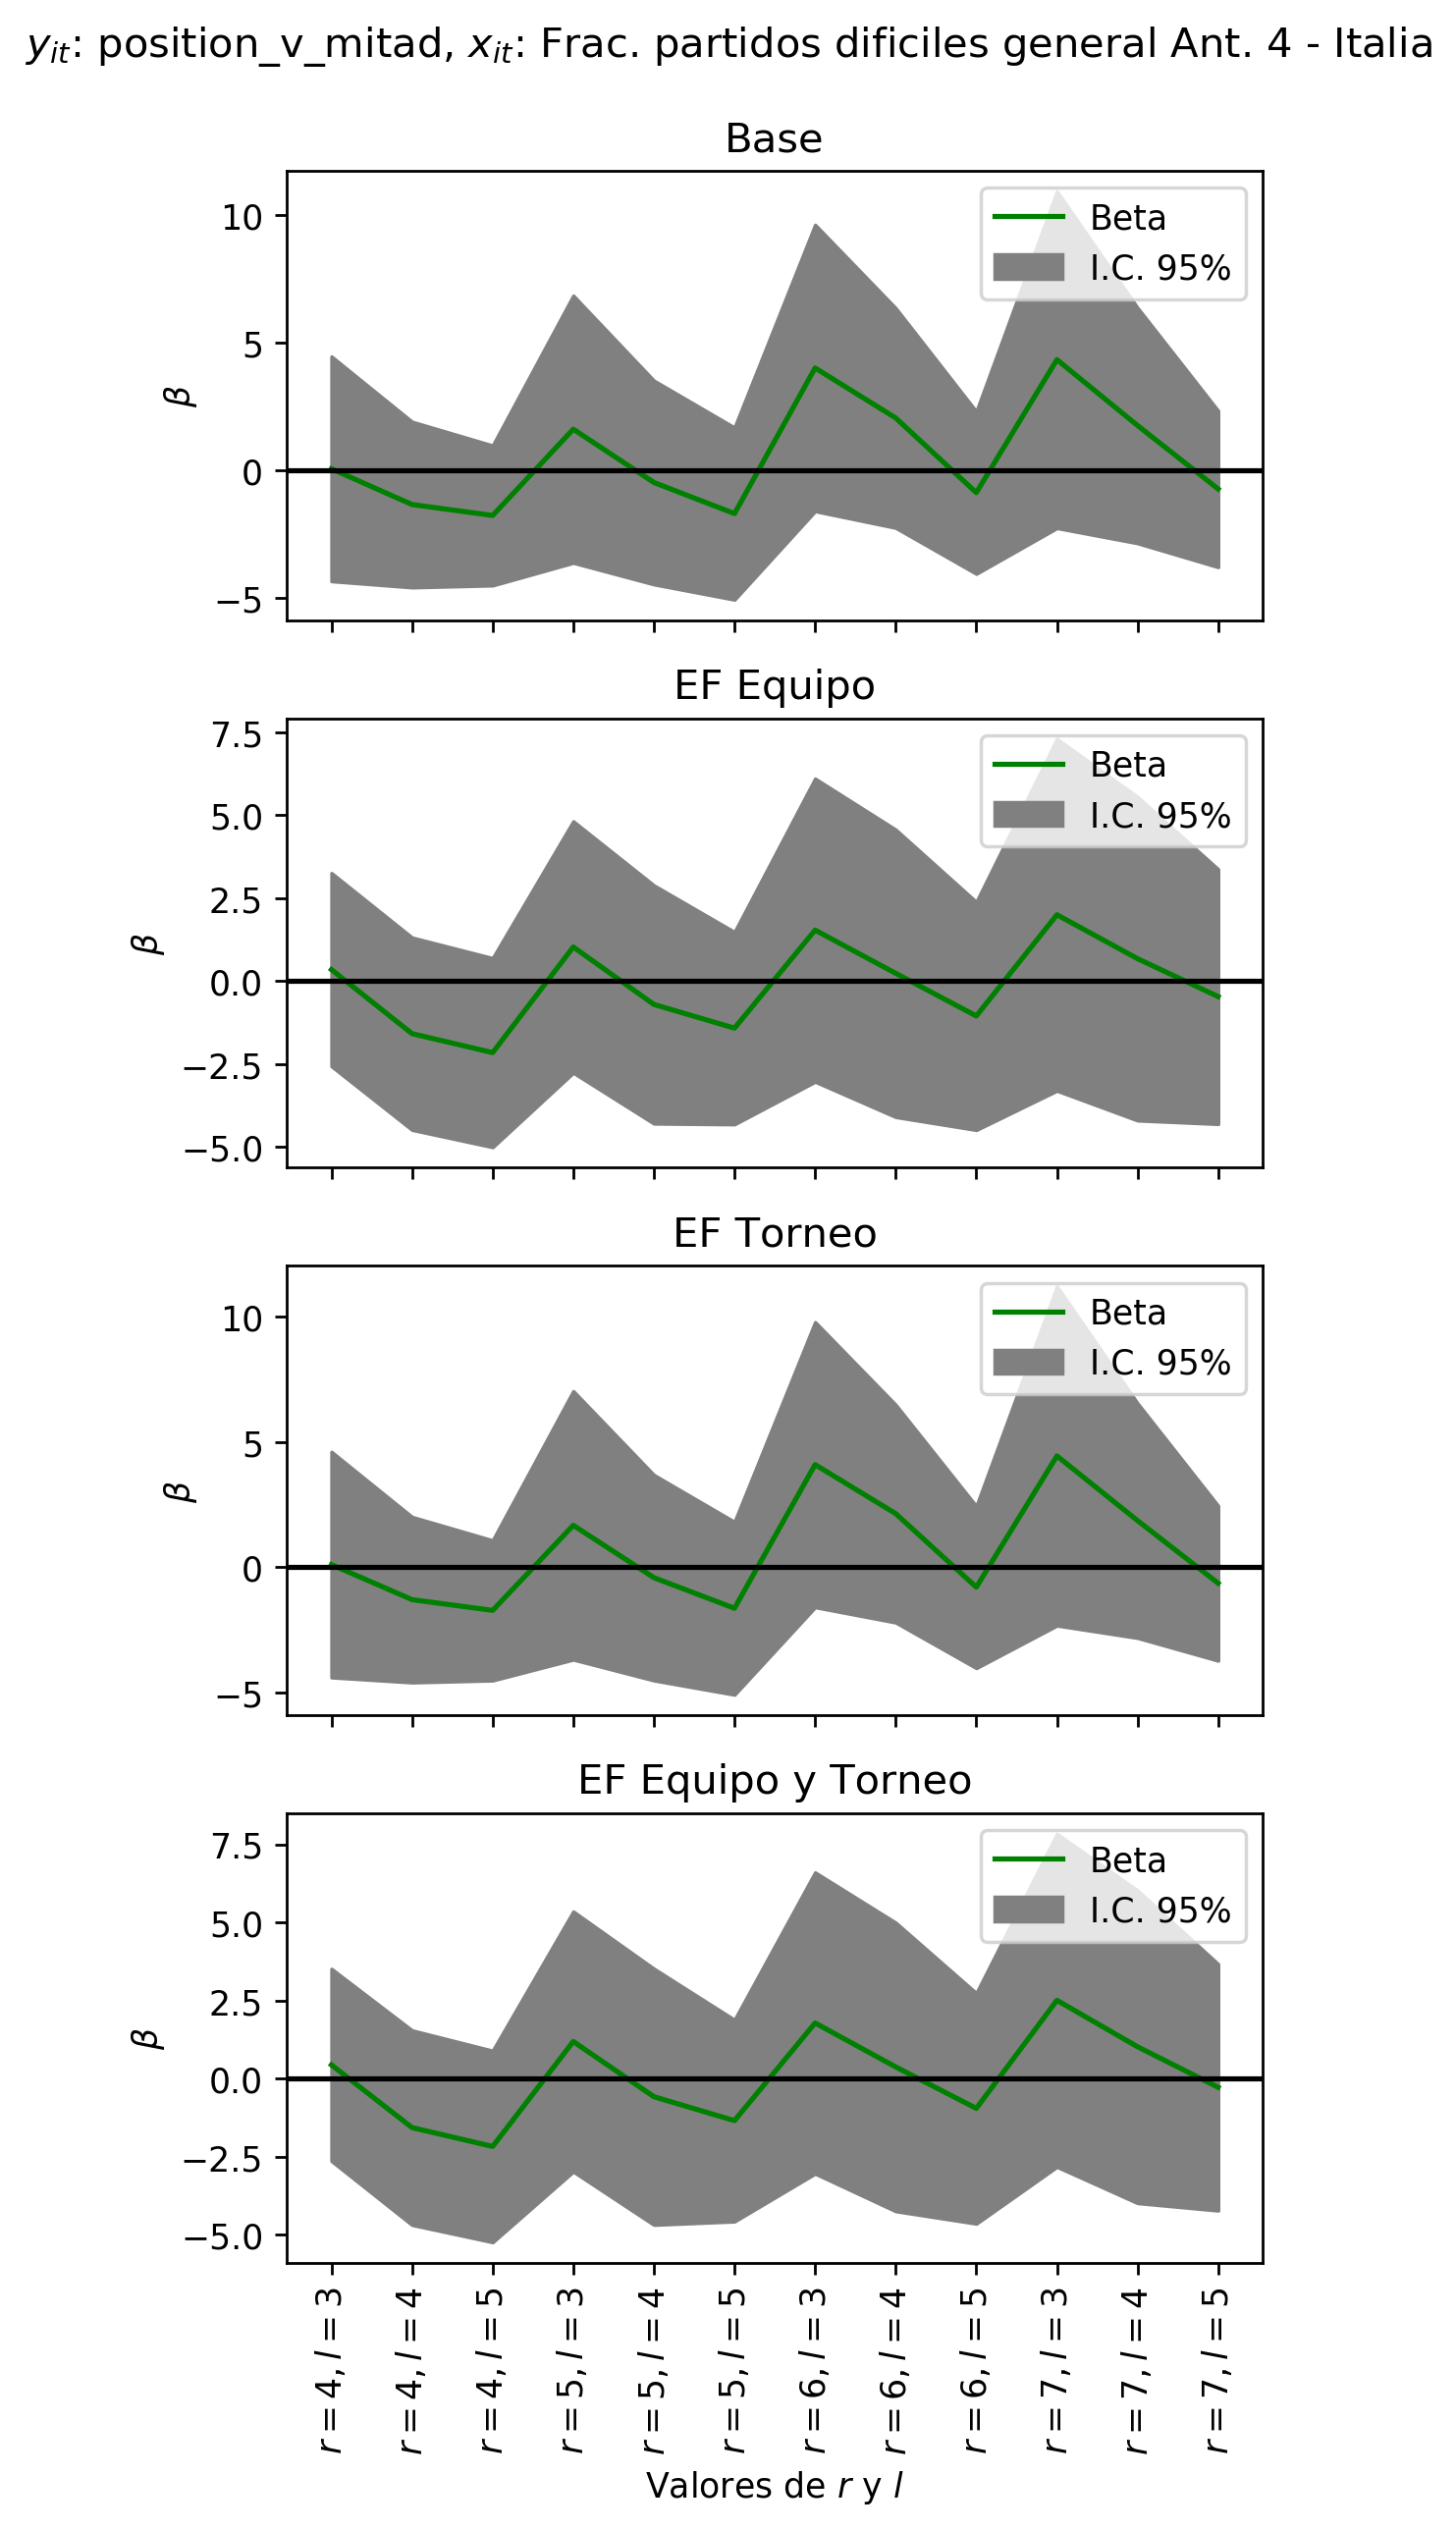 y_{it}: position_v_mitad, x_{it}: Frac. partidos dificiles general Ant. 4 - Italia
Base
10
5
0
−5
β
Beta
I.C. 95%
EF Equipo
7.5
5.0
2.5
0.0
−2.5
−5.0
β
Beta
I.C. 95%
EF Torneo
10
5
0
−5
β
Beta
I.C. 95%
EF Equipo y Torneo
7.5
5.0
2.5
0.0
−2.5
−5.0
β
Beta
I.C. 95%
r = 4, l = 3
r = 4, l = 4
r = 4, l = 5
r = 5, l = 3
r = 5, l = 4
r = 5, l = 5
r = 6, l = 3
r = 6, l = 4
r = 6, l = 5
r = 7, l = 3
r = 7, l = 4
r = 7, l = 5
Valores de r y l